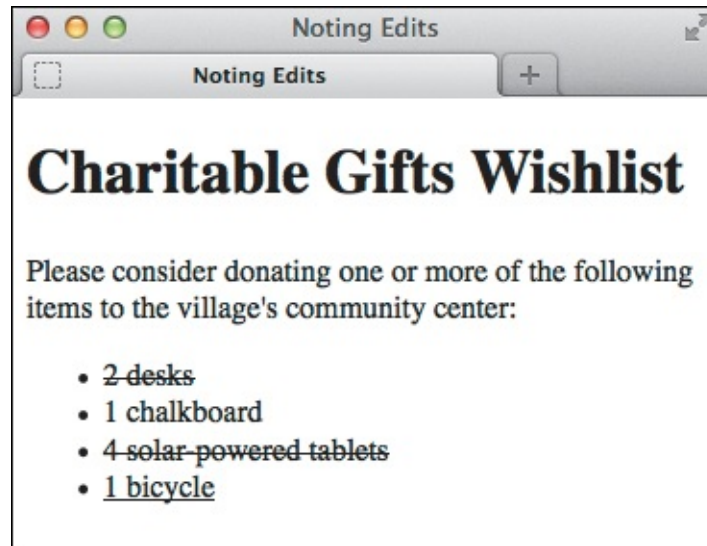 Noting Edits
Noting Edits
Charitable Gifts Wishlist
Please consider donating one or more of the following
items to the village's community center:
• 2 desks
• 1 chalkboard
• 4 solar-powered tablets
• 1 bicycle